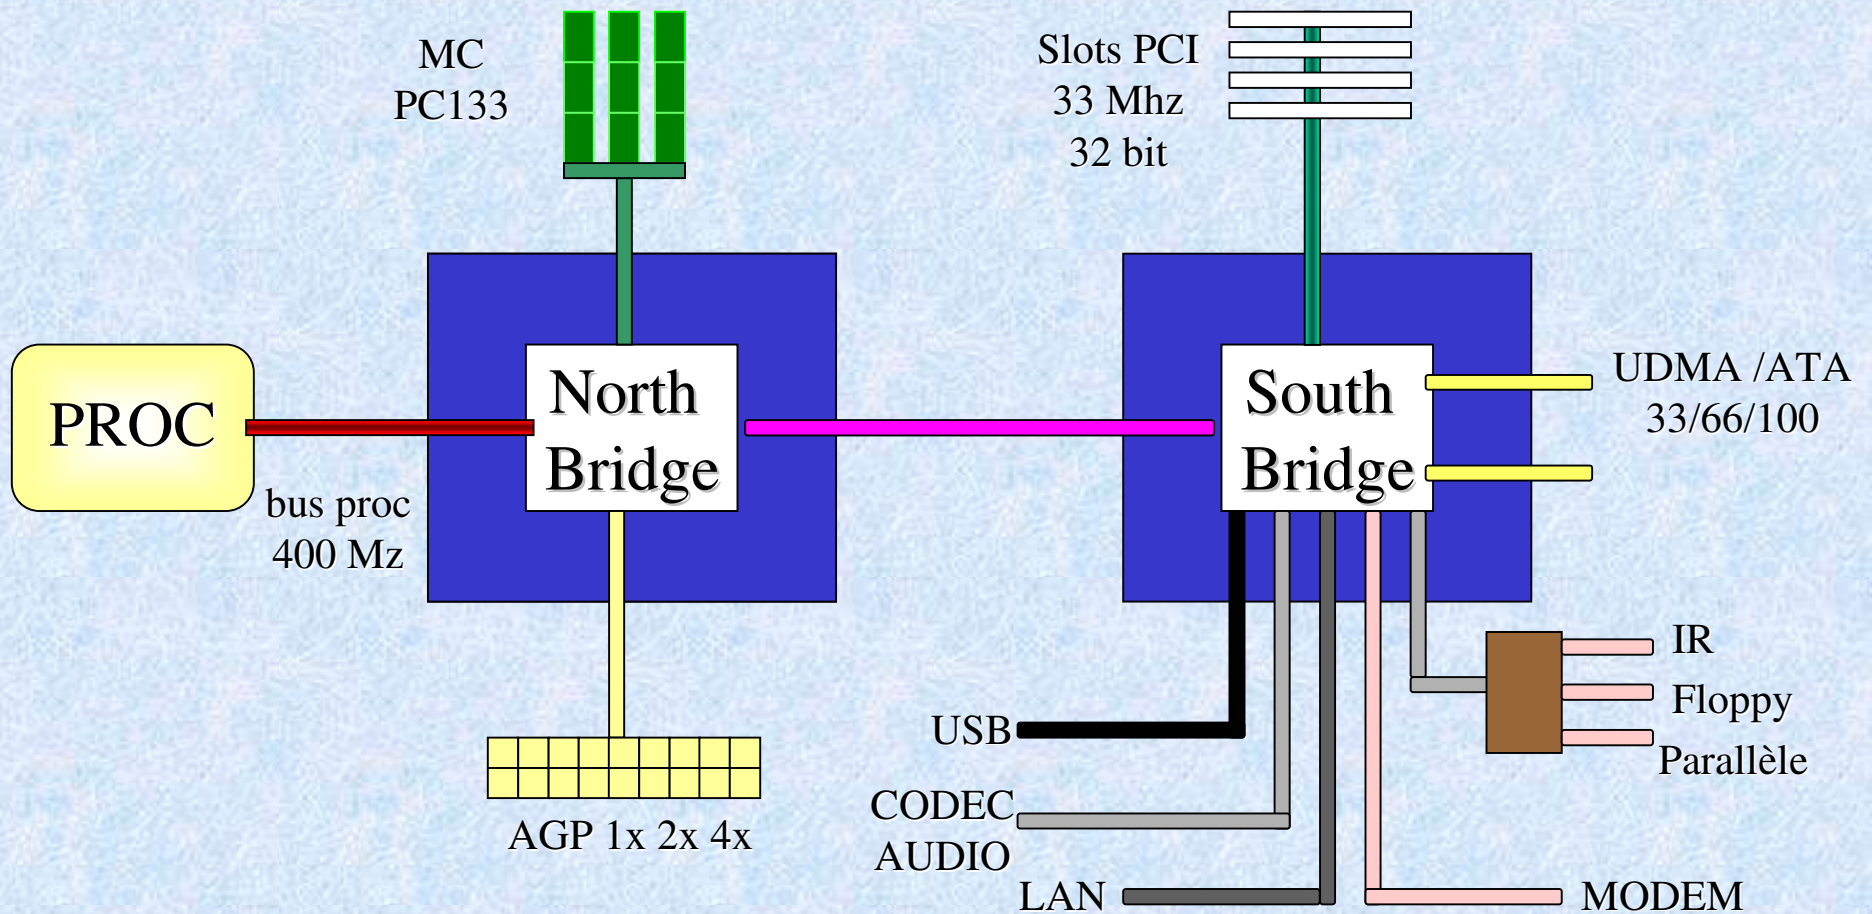 MC
PC133
Slots PCI
33 Mhz
32 bit
PROC
bus proc
400 Mz
North
Bridge
South
Bridge
UDMA /ATA
33/66/100
AGP 1x 2x 4x
USB
CODEC
AUDIO
LAN
MODEM
IR
Floppy
Parallèle